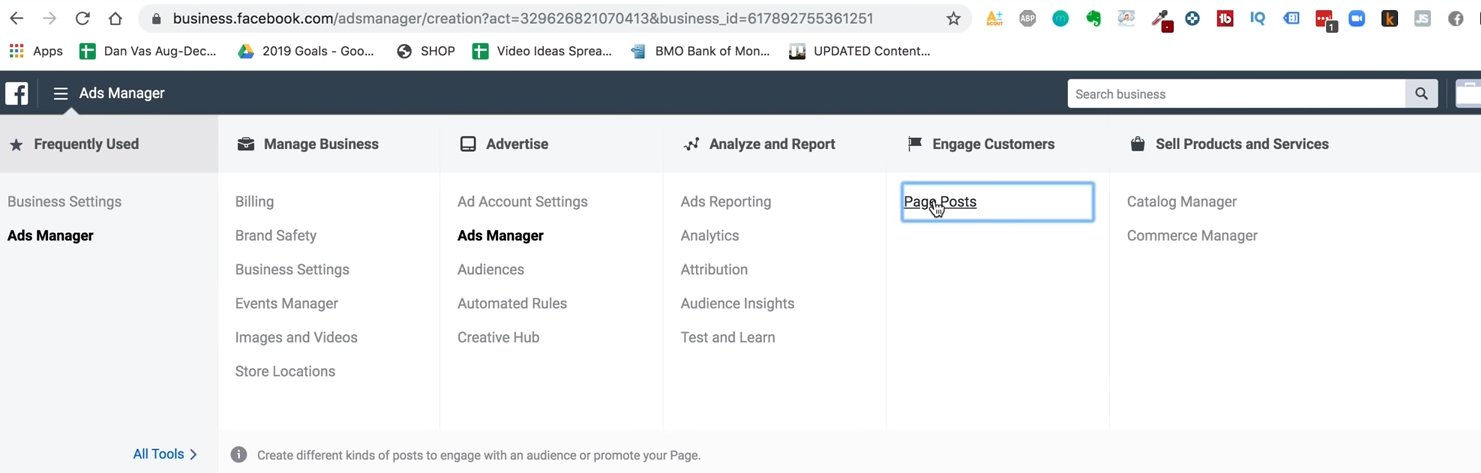 business.facebook.com/adsmanager/creation?act=329626821070413&business_id=617892755361251
ABP
m
tb
IQ
1
k
JS
Apps
Dan Vas Aug-Dec...
2019 Goals - Goo...
SHOP
Video Ideas Sprea...
BMO Bank of Mon...
UPDATED Content...
Ads Manager
Search business
Frequently Used
Business Settings
Ads Manager
All Tools
Manage Business
Billing
Brand Safety
Business Settings
Events Manager
Images and Videos
Store Locations
Advertise
Ad Account Settings
Ads Manager
Audiences
Automated Rules
Creative Hub
Analyze and Report
Ads Reporting
Analytics
Attribution
Audience Insights
Test and Learn
Engage Customers
Page Posts
Sell Products and Services
Catalog Manager
Commerce Manager
Create different kinds of posts to engage with an audience or promote your Page.